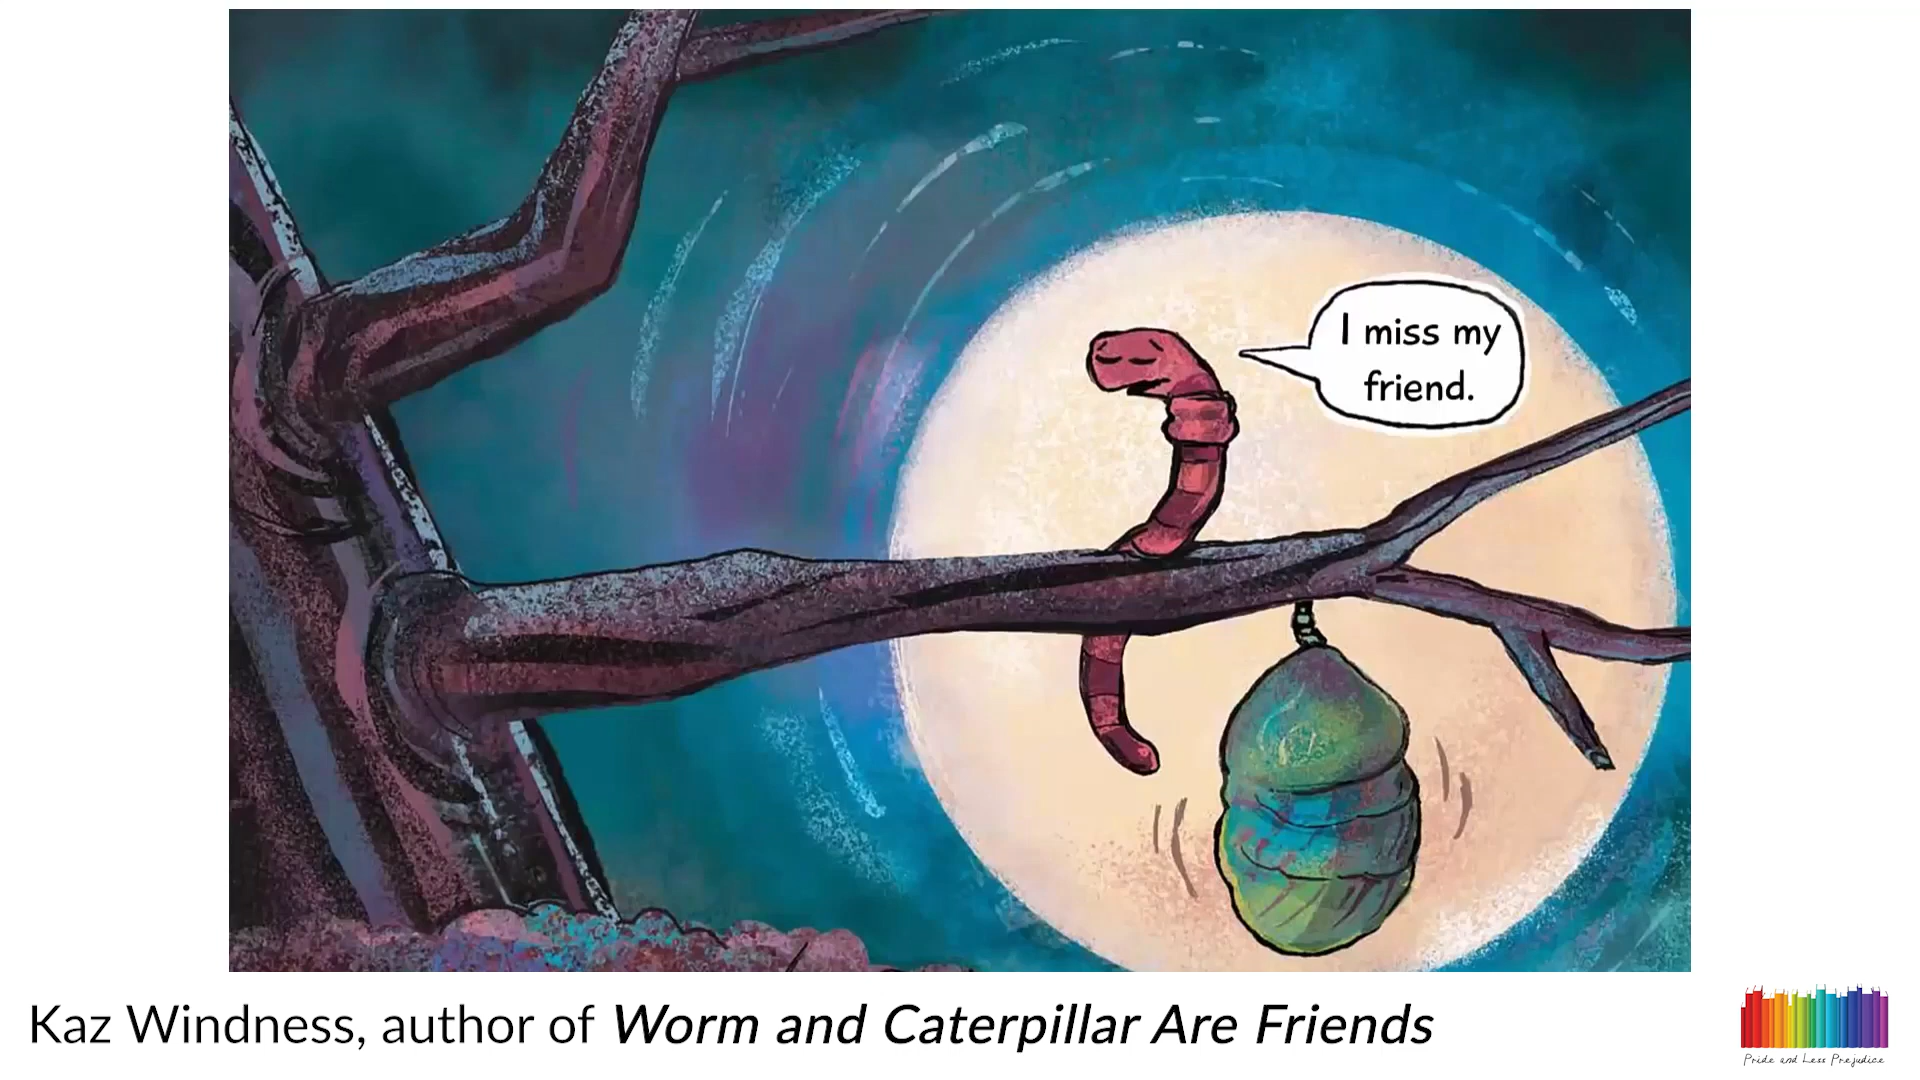 I miss my
friend.
Kaz Windness, author of Worm and Caterpillar Are Friends
Pride and Less Prejudice